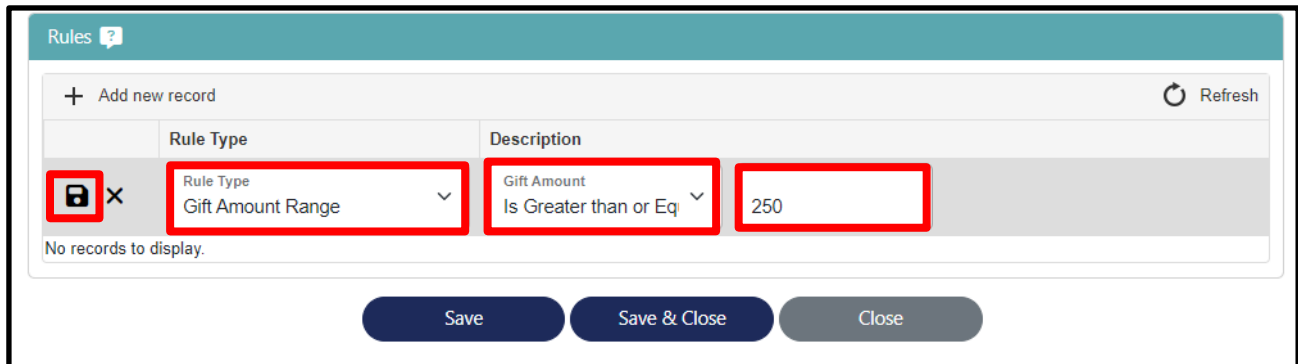 Rules ?
Add new record Refresh
Rule Type Description
Rule Type Gift Amount
Gift Amount Range Is Greater than or Eq 250
No records to display.
Save Save & Close Close